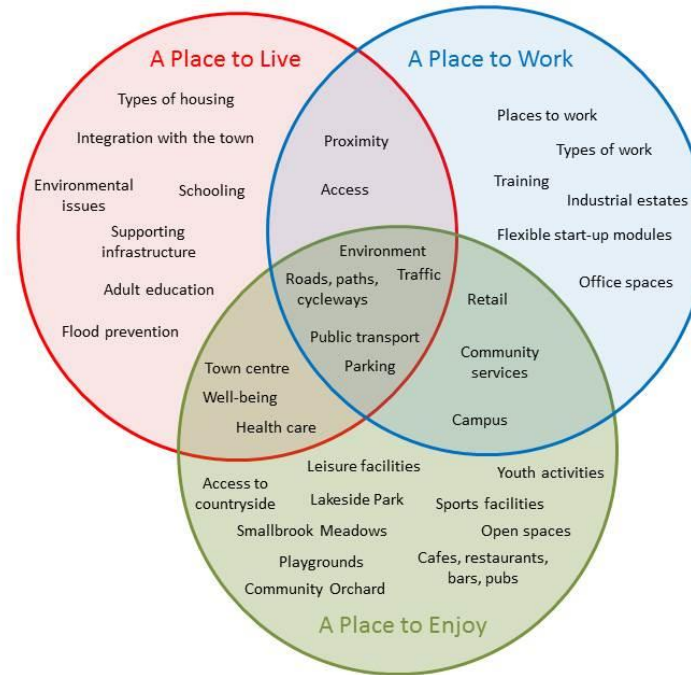 A Place to Live
A Place to Work
Types of housing
Integration with the town
Environmental
issues
Schooling
Supporting
infrastructure
Adult education
Flood prevention
Proximity
Access
Places to work
Types of work
Training
Industrial estates
Flexible start-up modules
Office spaces
Environment
Roads, paths,
cycleways
Traffic
Public transport
Parking
Retail
Community
services
Campus
Town centre
Well-being
Health care
Leisure facilities
Youth activities
Access to
countryside
Lakeside Park
Sports facilities
Smallbrook Meadows
Open spaces
Playgrounds
Cafes, restaurants,
bars, pubs
Community Orchard
A Place to Enjoy